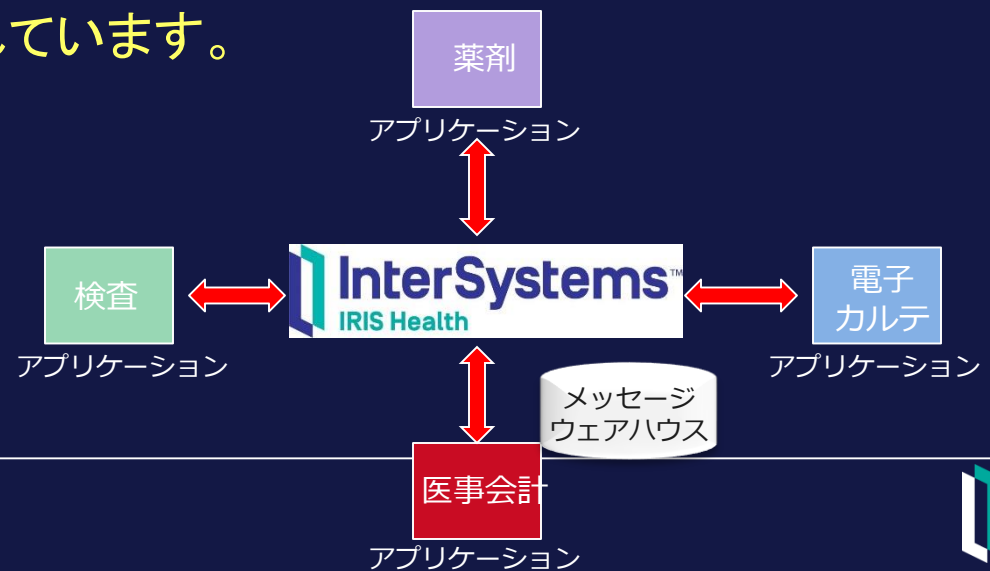 しています。
薬剤
アプリケーション
検査
アプリケーション
InterSystems™
IRIS Health
電子
カルテ
アプリケーション
メッセージ
ウェアハウス
医事会計
アプリケーション